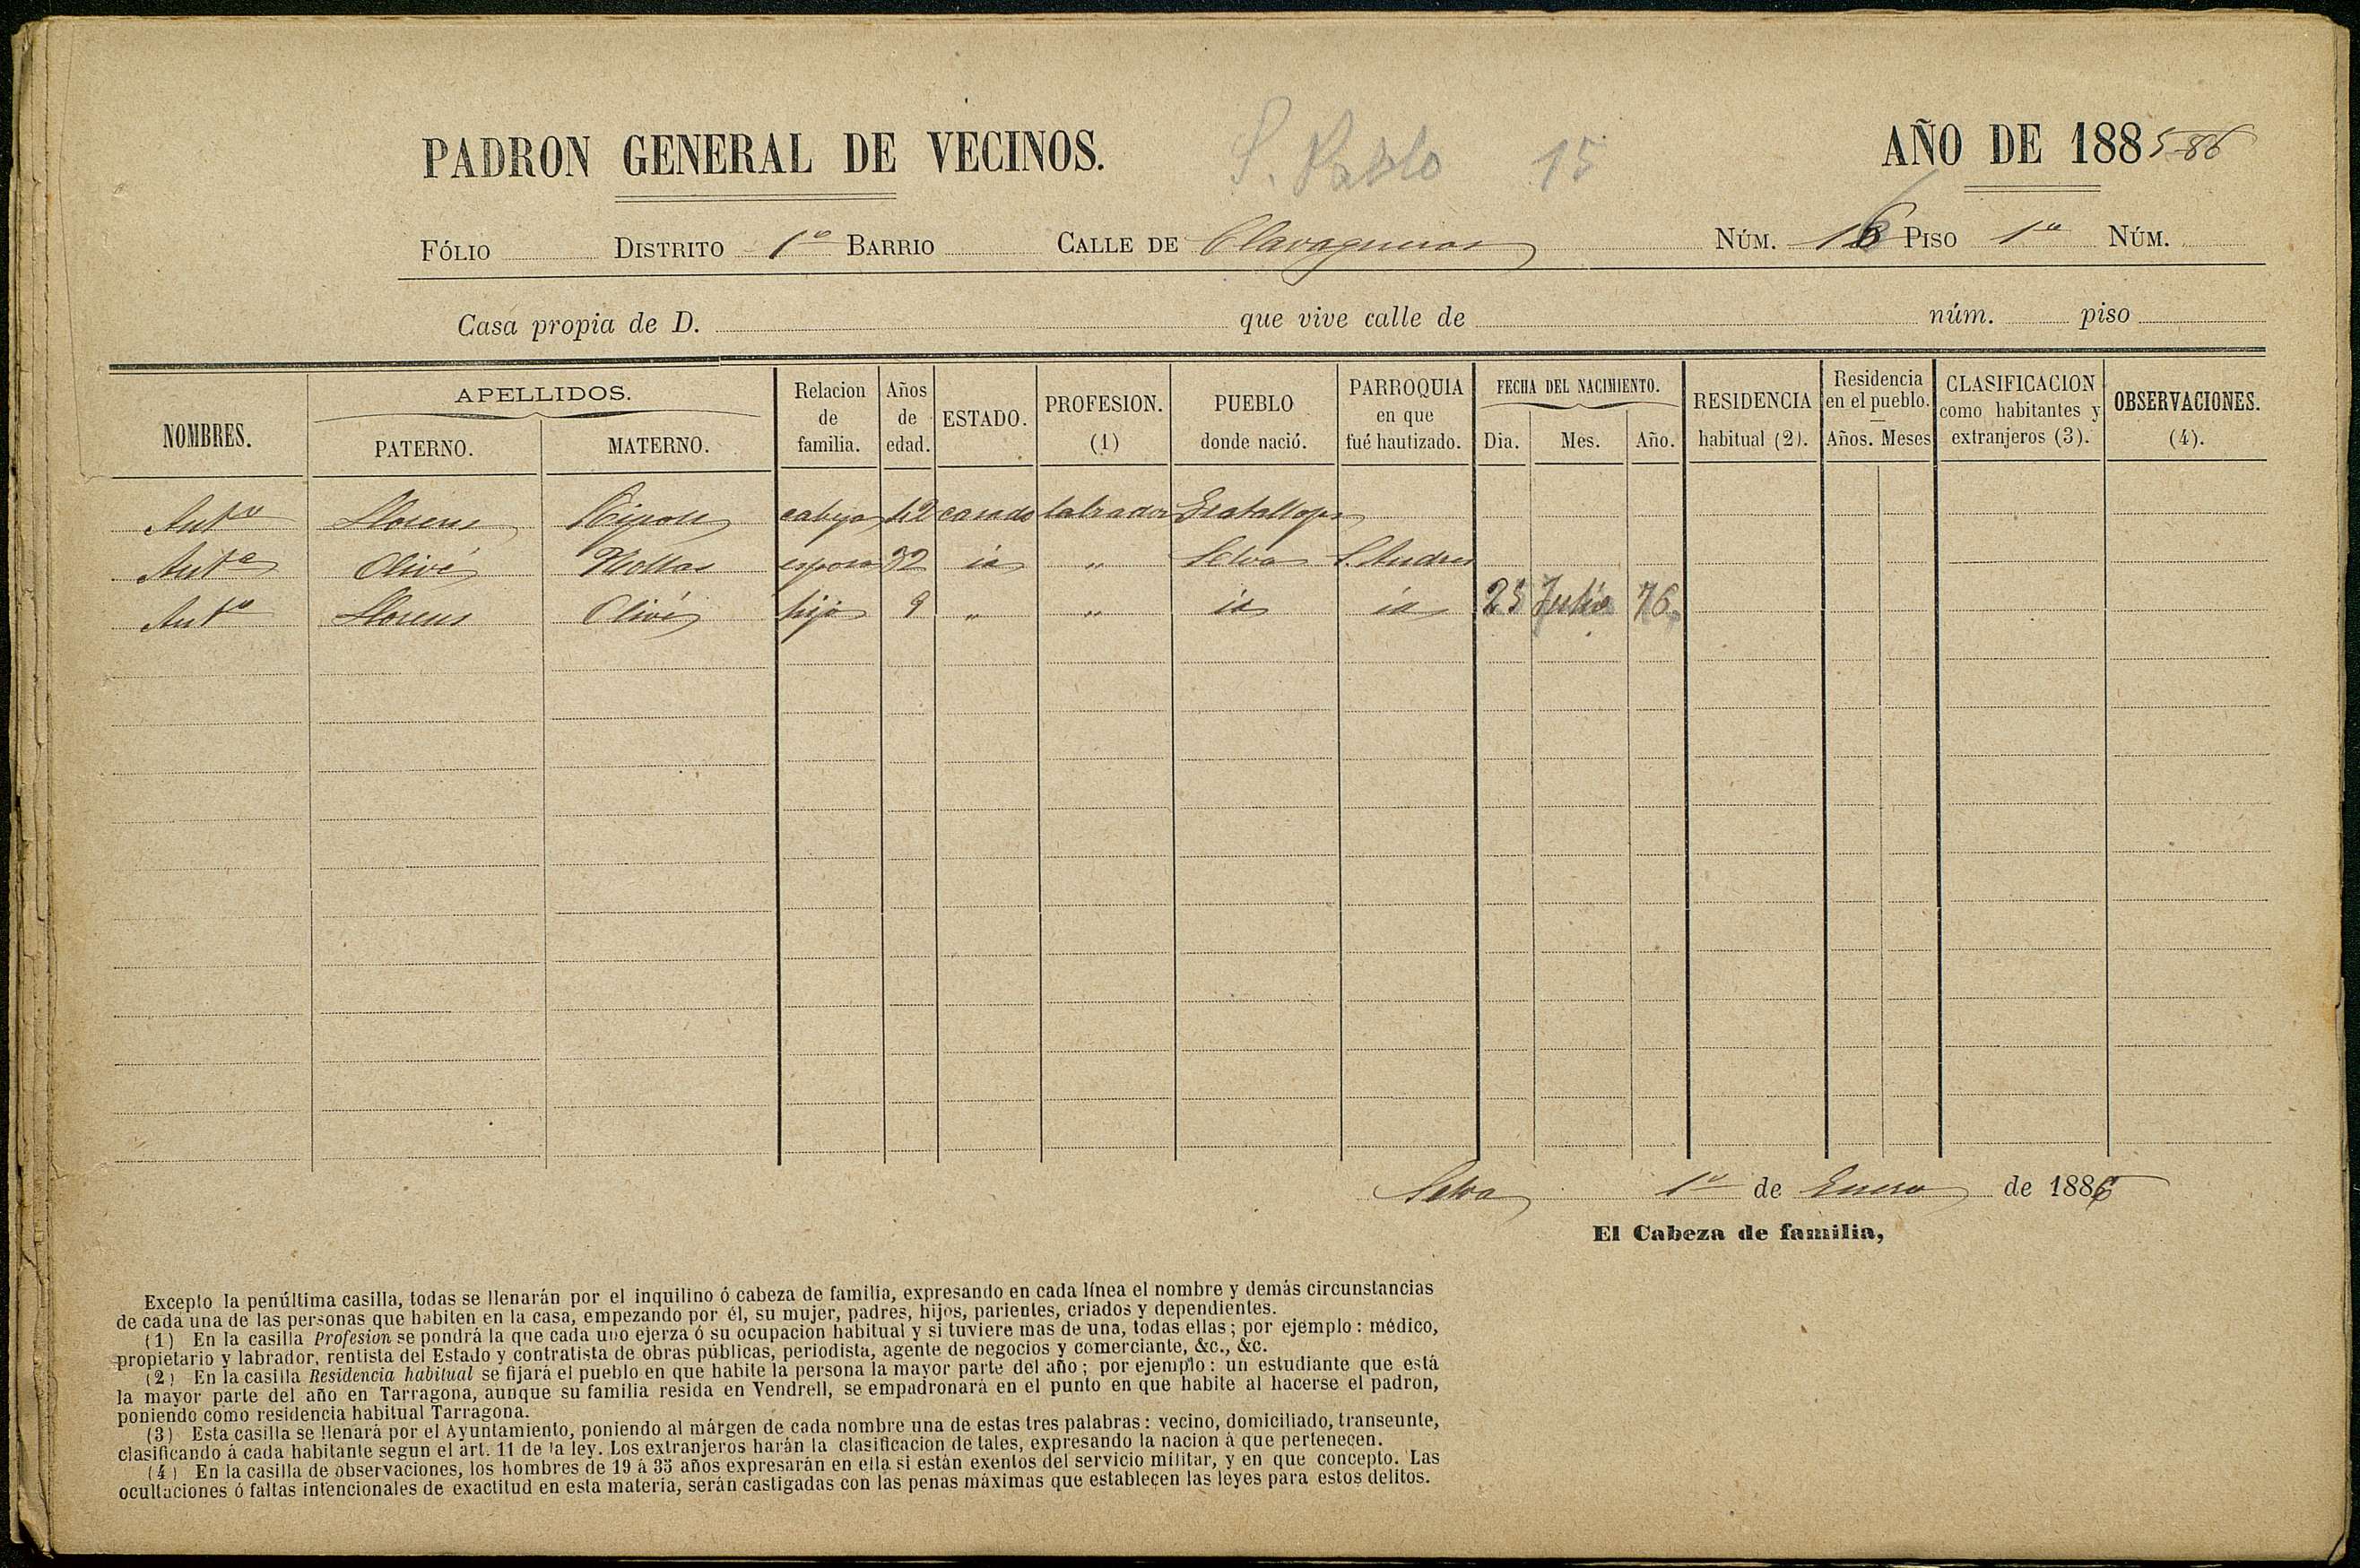 S. Pablo 15
PADRON GENERAL DE VECINOS. AÑO DE 1885-86
FÓLIO DISTRITO 1º BARRIO CALLE DE NÚM. 16 PISO 1º NÚM.
Casa propia de D. que vive calle de núm. piso
NOMBRES. APELLIDOS. PATERNO. MATERNO. Relacion de familia. Años de edad. ESTADO. PROFESION. (1) PUEBLO donde nació. PARROQUIA en que fué bautizado. FECHA DEL NACIMIENTO. Dia. Mes. Año. RESIDENCIA habitual (2). Residencia en el pueblo. Años. Meses CLASIFICACION como habitantes y extranjeros (3). OBSERVACIONES. (4).
Antº Llorens cabeza 42 casado labrador Gratallops
Antª Olivé esposa 32 id " Selva S. Andres
Antº Llorens Olivé hijo 9 " " id id 25 Julio 76
Selva 1º de Enero de 1886
El Cabeza de familia,
Excepto la penúltima casilla, todas se llenarán por el inquilino ó cabeza de familia, expresando en cada línea el nombre y demás circunstancias
de cada una de las personas que habiten en la casa, empezando por él, su mujer, padres, hijos, parientes, criados y dependientes.
(1) En la casilla Profesion se pondrá la que cada uno ejerza ó su ocupacion habitual y si tuviere mas de una, todas ellas; por ejemplo: médico,
propietario y labrador, rentista del Estado y contratista de obras públicas, periodista, agente de negocios y comerciante, &c., &c.
(2) En la casilla Residencia habitual se fijará el pueblo en que habite la persona la mayor parte del año; por ejemplo: un estudiante que está
la mayor parte del año en Tarragona, aunque su familia resida en Vendrell, se empadronará en el punto en que habite al hacerse el padron,
poniendo como residencia habitual Tarragona.
(3) Esta casilla se llenará por el Ayuntamiento, poniendo al márgen de cada nombre una de estas tres palabras: vecino, domiciliado, transeunte,
clasificando á cada habitante segun el art. 11 de la ley. Los extranjeros harán la clasificacion de tales, expresando la nacion á que pertenecen.
(4) En la casilla de observaciones, los hombres de 19 á 35 años expresarán en ella si están exentos del servicio militar, y en que concepto. Las
ocultaciones ó faltas intencionales de exactitud en esta materia, serán castigadas con las penas máximas que establecen las leyes para estos delitos.